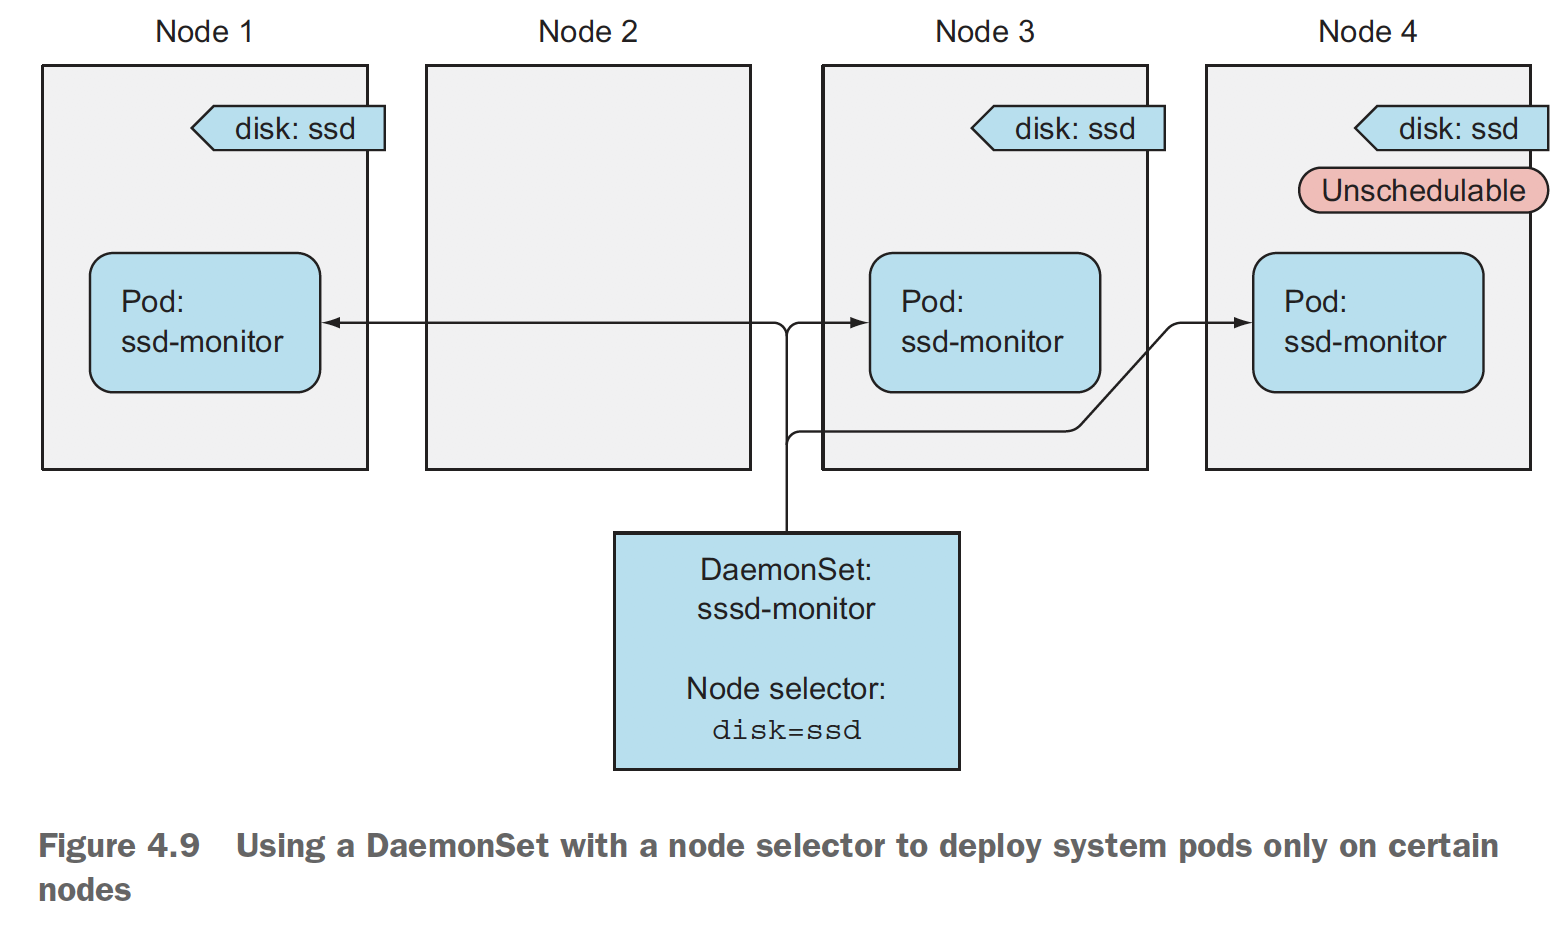 Node 1
Node 2
Node 3
Node 4
disk: ssd
disk: ssd
disk: ssd
Unschedulable
Pod:
ssd-monitor
Pod:
ssd-monitor
Pod:
ssd-monitor
DaemonSet:
sssd-monitor
Node selector:
disk=ssd
Figure 4.9 Using a DaemonSet with a node selector to deploy system pods only on certain
nodes